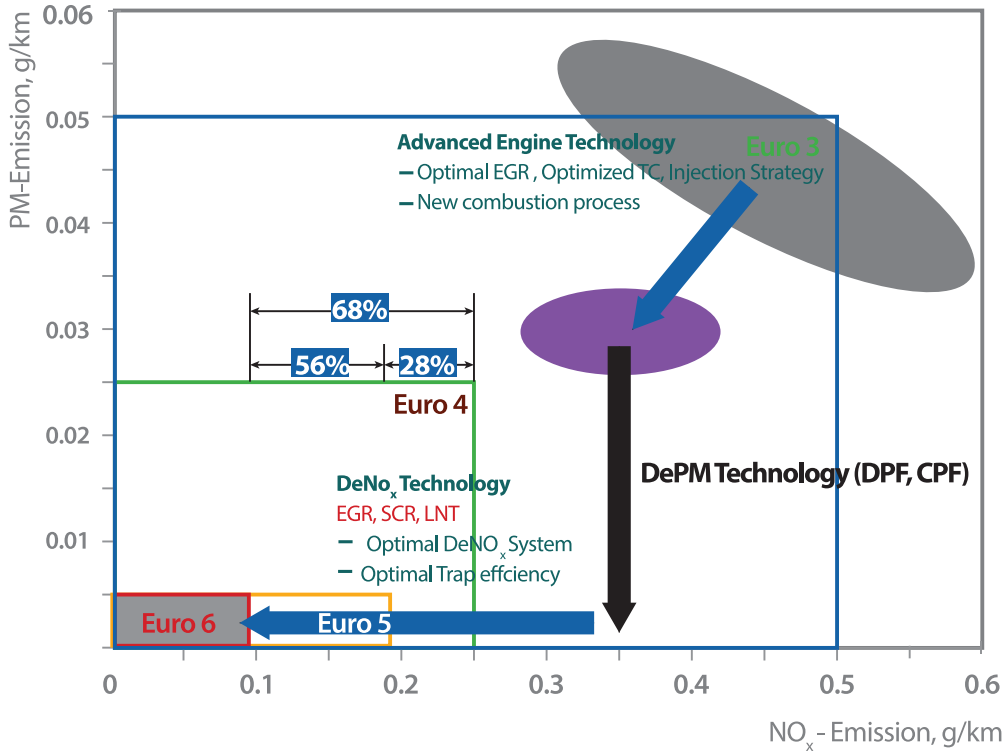 PM-Emission, g/km
0.06
0.05
0.04
0.03
0.02
0.01
Advanced Engine Technology
– Optimal EGR , Optimized TC, Injection Strategy
– New combustion process
Euro 3
68%
56%
28%
Euro 4
DePM Technology (DPF, CPF)
DeNox Technology
EGR, SCR, LNT
– Optimal DeNOx System
– Optimal Trap effciency
Euro 6
Euro 5
0 0.1 0.2 0.3 0.4 0.5 0.6
NOx - Emission, g/km